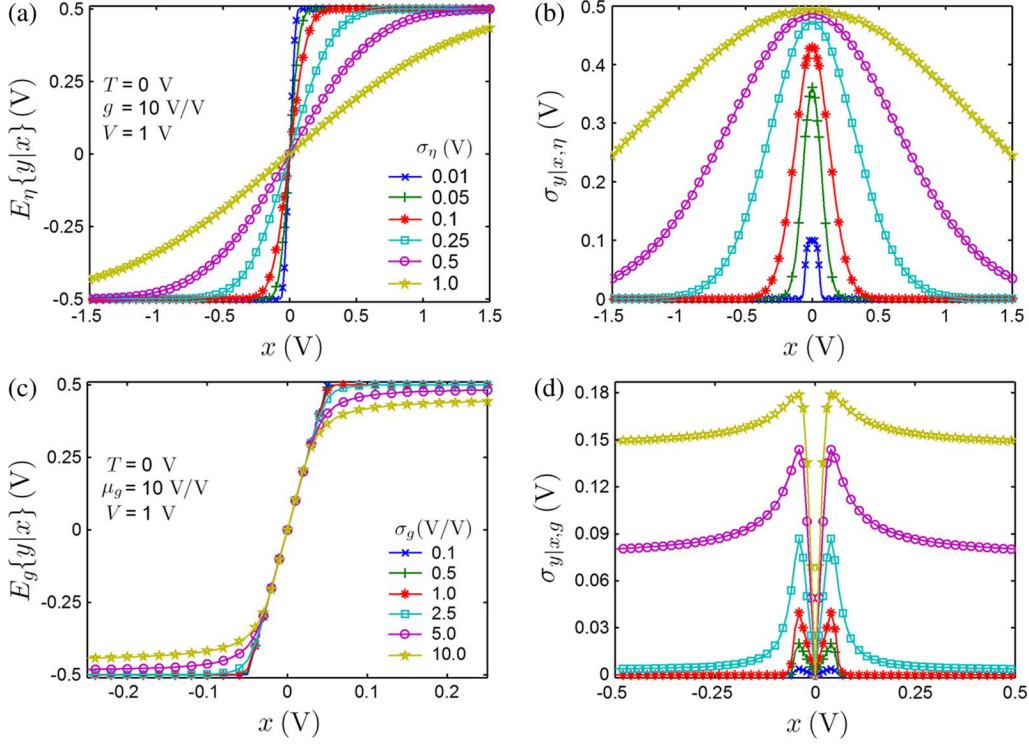 (a)
0.5
0.25
0
-0.25
-0.5
E_η{y|x} (V)
T = 0 V
g = 10 V/V
V = 1 V
σ_η (V)
0.01
0.05
0.1
0.25
0.5
1.0
-1.5 -1 -0.5 0 0.5 1 1.5
x (V)
(b)
0.5
0.4
0.3
0.2
0.1
0
σ_y|x,η (V)
-1.5 -1 -0.5 0 0.5 1 1.5
x (V)
(c)
0.5
0.25
0
-0.25
-0.5
E_g{y|x} (V)
T = 0 V
μ_g = 10 V/V
V = 1 V
σ_g (V/V)
0.1
0.5
1.0
2.5
5.0
10.0
-0.2 -0.1 0 0.1 0.2
x (V)
(d)
0.18
0.15
0.12
0.09
0.06
0.03
0
σ_y|x,g (V)
-0.5 -0.25 0 0.25 0.5
x (V)